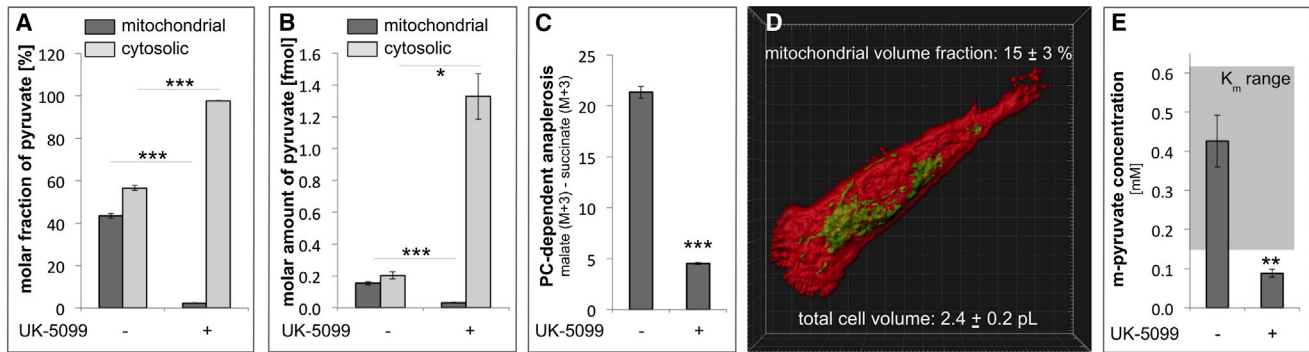 A
mitochondrial
cytosolic
molar fraction of pyruvate [%]
120
100
80
60
40
20
0
***
***
UK-5099
-
+
B
mitochondrial
cytosolic
molar amount of pyruvate [fmol]
1.6
1.4
1.2
1.0
0.8
0.6
0.4
0.2
0.0
*
***
UK-5099
-
+
C
PC-dependent anaplerosis
malate (M+3) - succinate (M+3)
25
20
15
10
5
0
***
UK-5099
-
+
D
mitochondrial volume fraction: 15 ± 3 %
total cell volume: 2.4 ± 0.2 pL
E
m-pyruvate concentration
[mM]
0.6
0.5
0.4
0.3
0.2
0.1
0.0
Km range
**
UK-5099
-
+